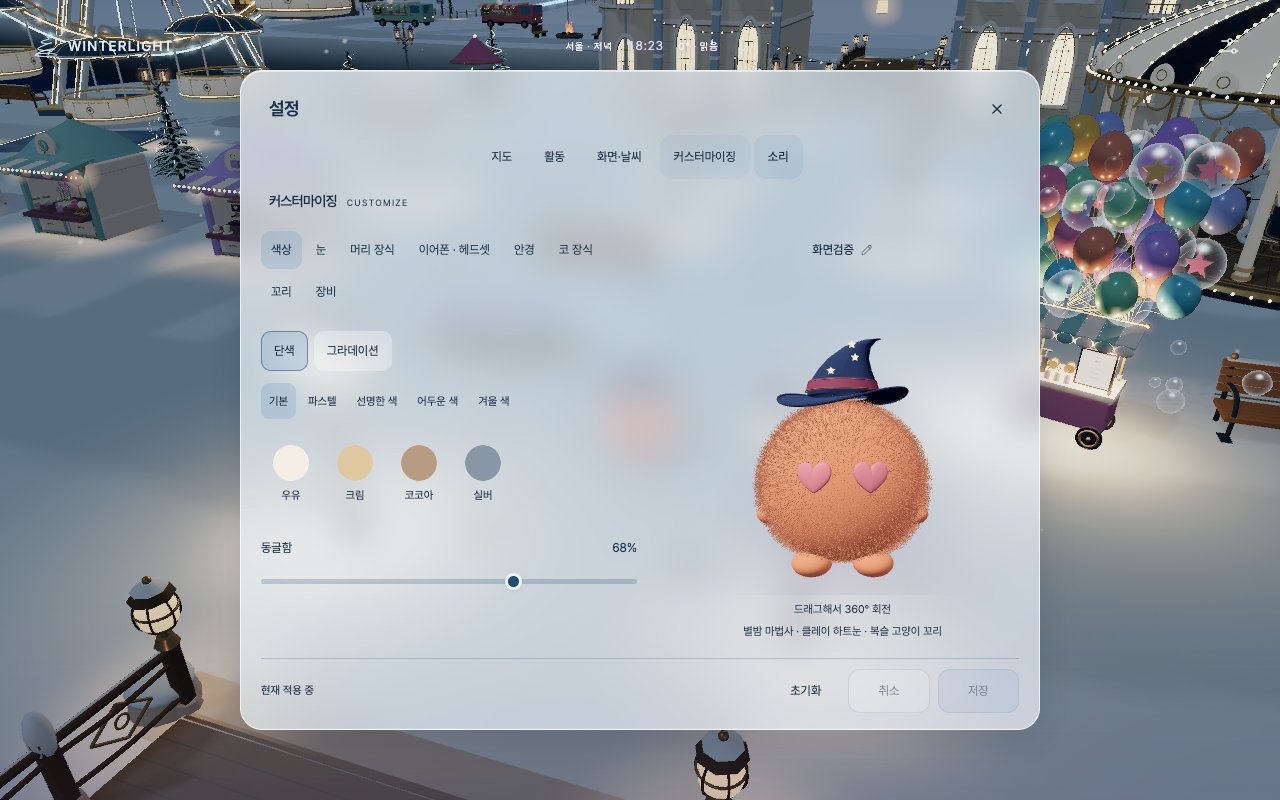 WINTERLIGHT
서울 · 저녁 18:23 맑음
설정
지도 활동 화면·날씨 커스터마이징 소리
커스터마이징 CUSTOMIZE
색상 눈 머리 장식 이어폰 · 헤드셋 안경 코 장식
꼬리 장비
화면검증
단색 그라데이션
기본 파스텔 선명한 색 어두운 색 겨울 색
우유 크림 코코아 실버
동글함 68%
드래그해서 360° 회전
별밤 마법사 · 클레이 하트눈 · 복슬 고양이 꼬리
현재 적용 중 초기화 취소 저장